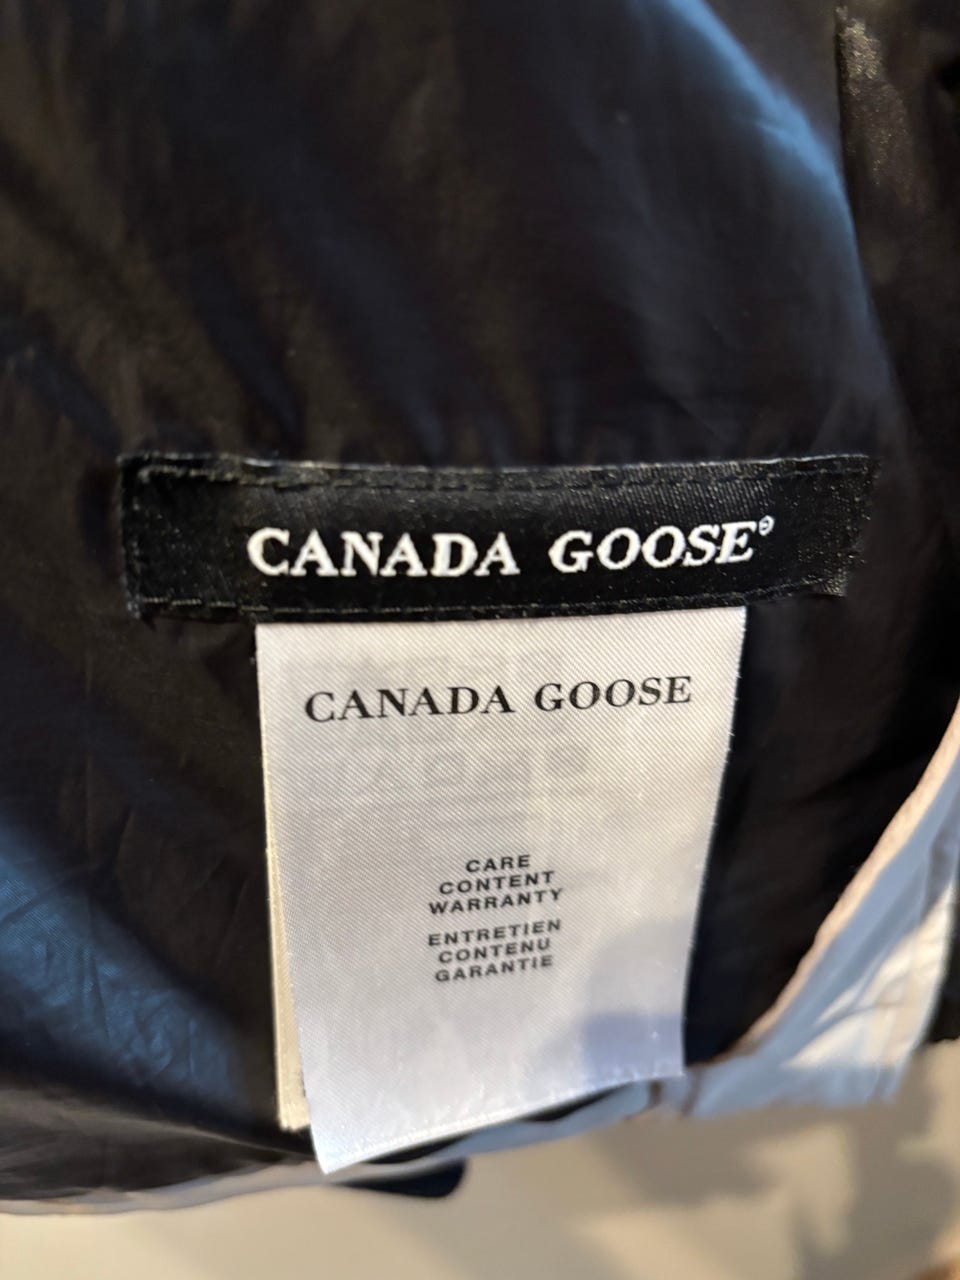 CANADA GOOSE®
CANADA GOOSE
CARE
CONTENT
WARRANTY
ENTRETIEN
CONTENU
GARANTIE